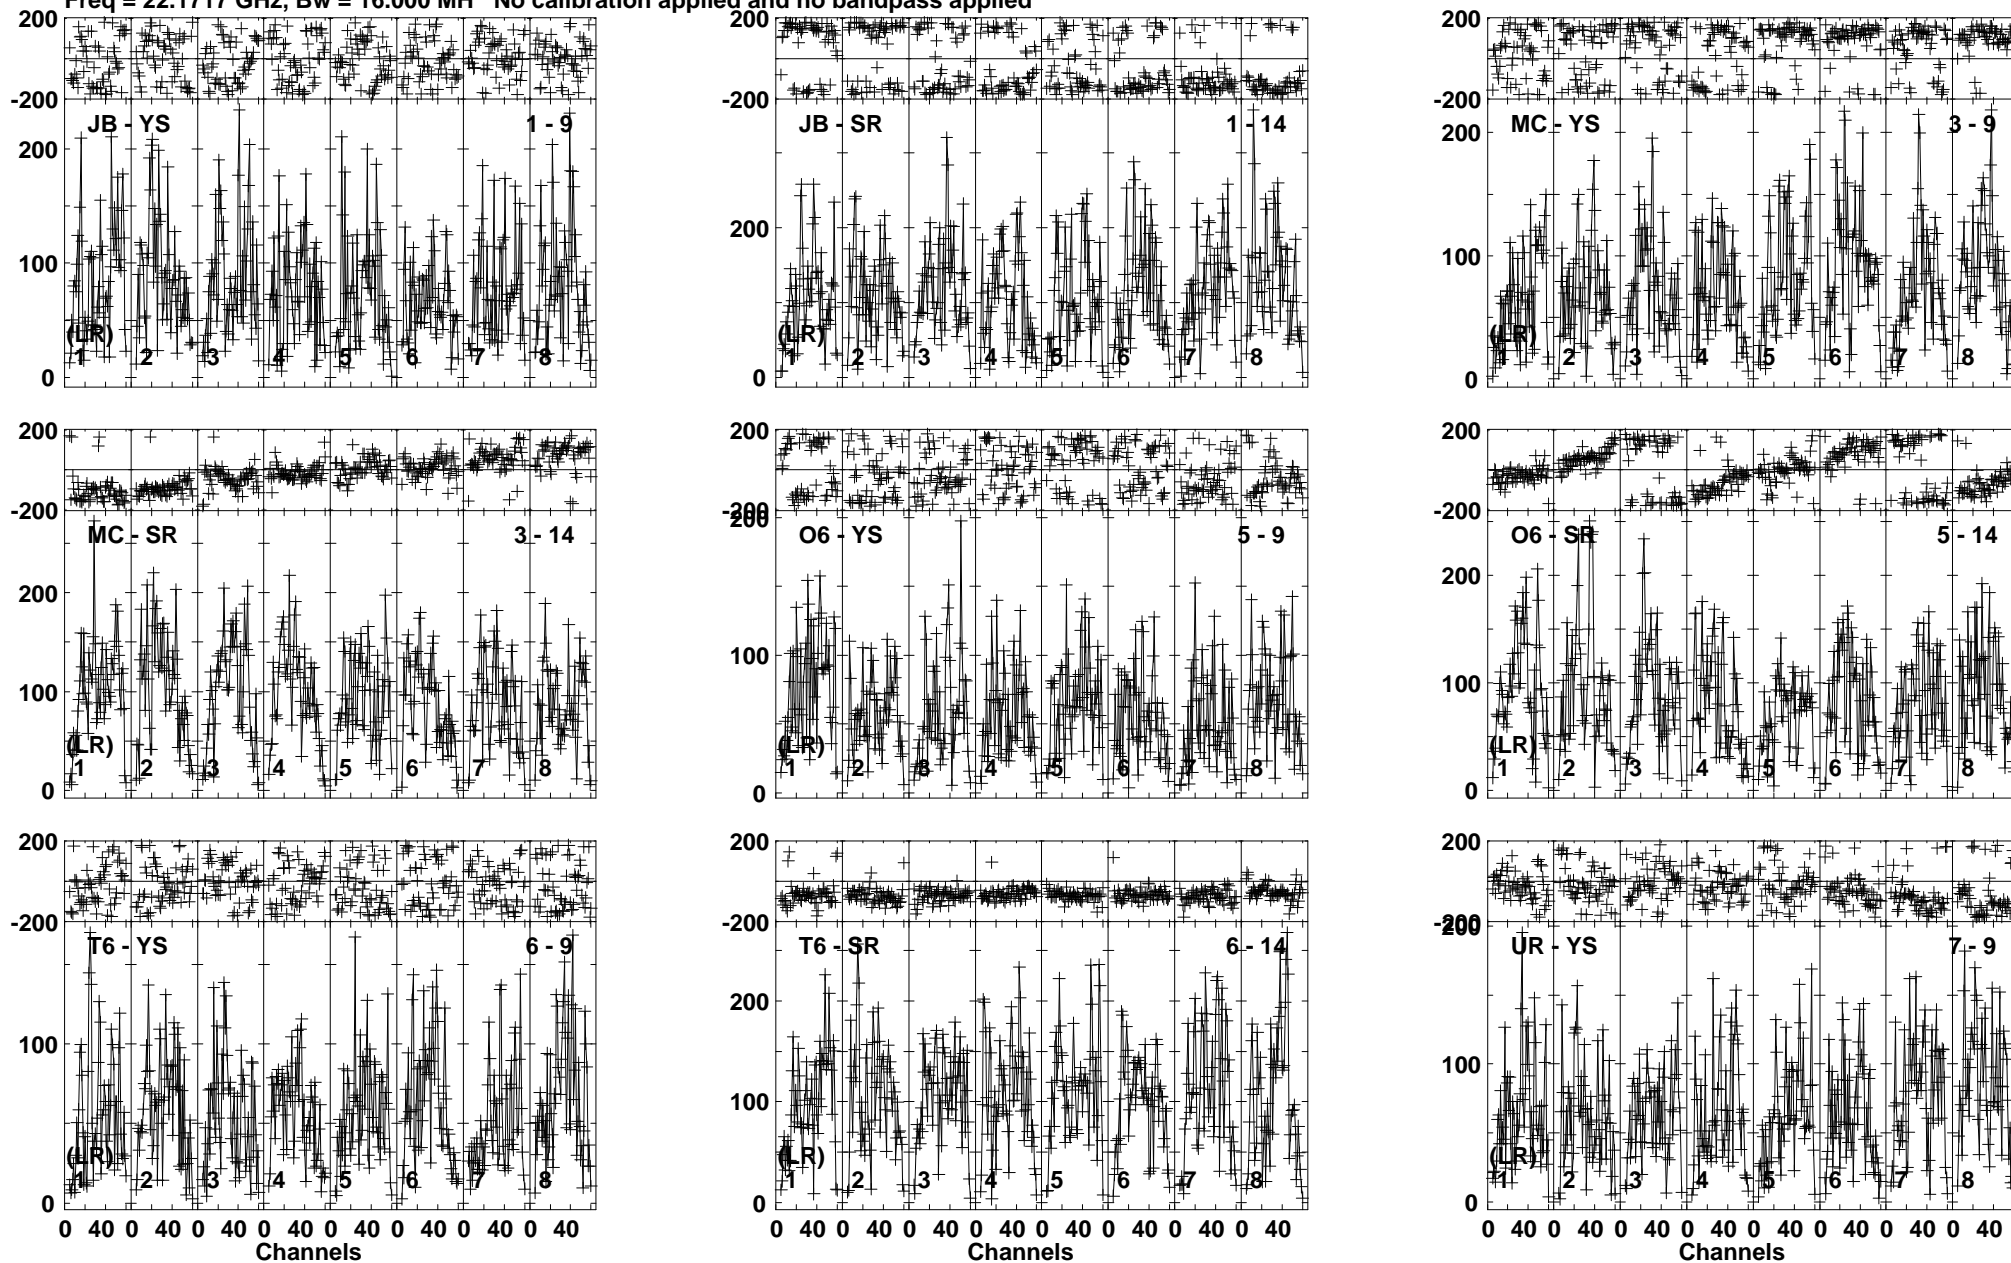 Freq = 22.1717 GHz, Bw = 16.000 MH No calibration applied and no bandpass applied
200 200 200
-200 -200 -200
JB - YS 1 - 9 JB - SR 1 - 14 MC - YS 3 - 9
200 200 200
100 100
(LR) (LR) (LR)
1 2 3 4 5 6 7 8 1 2 3 4 5 6 7 8 1 2 3 4 5 6 7 8
0 0 0
200 200 200
-200 -200 -200
200
MC - SR 3 - 14 O6 - YS 5 - 9 O6 - SR 5 - 14
200 200
100 100 100
(LR) (LR) (LR)
1 2 3 4 5 6 7 8 1 2 3 4 5 6 7 8 1 2 3 4 5 6 7 8
0 0 0
200 200 200
-200 -200 -200
200
T6 - YS 6 - 9 T6 - SR 6 - 14 UR - YS 7 - 9
200
100 100 100
(LR) (LR) (LR)
1 2 3 4 5 6 7 8 1 2 3 4 5 6 7 8 1 2 3 4 5 6 7 8
0 0 0
0 40 0 40 0 40 0 40 0 40 0 40 0 40 0 40 0 40 0 40 0 40 0 40 0 40 0 40 0 40 0 40 0 40 0 40 0 40 0 40 0 40 0 40 0 40 0 40
Channels Channels Channels